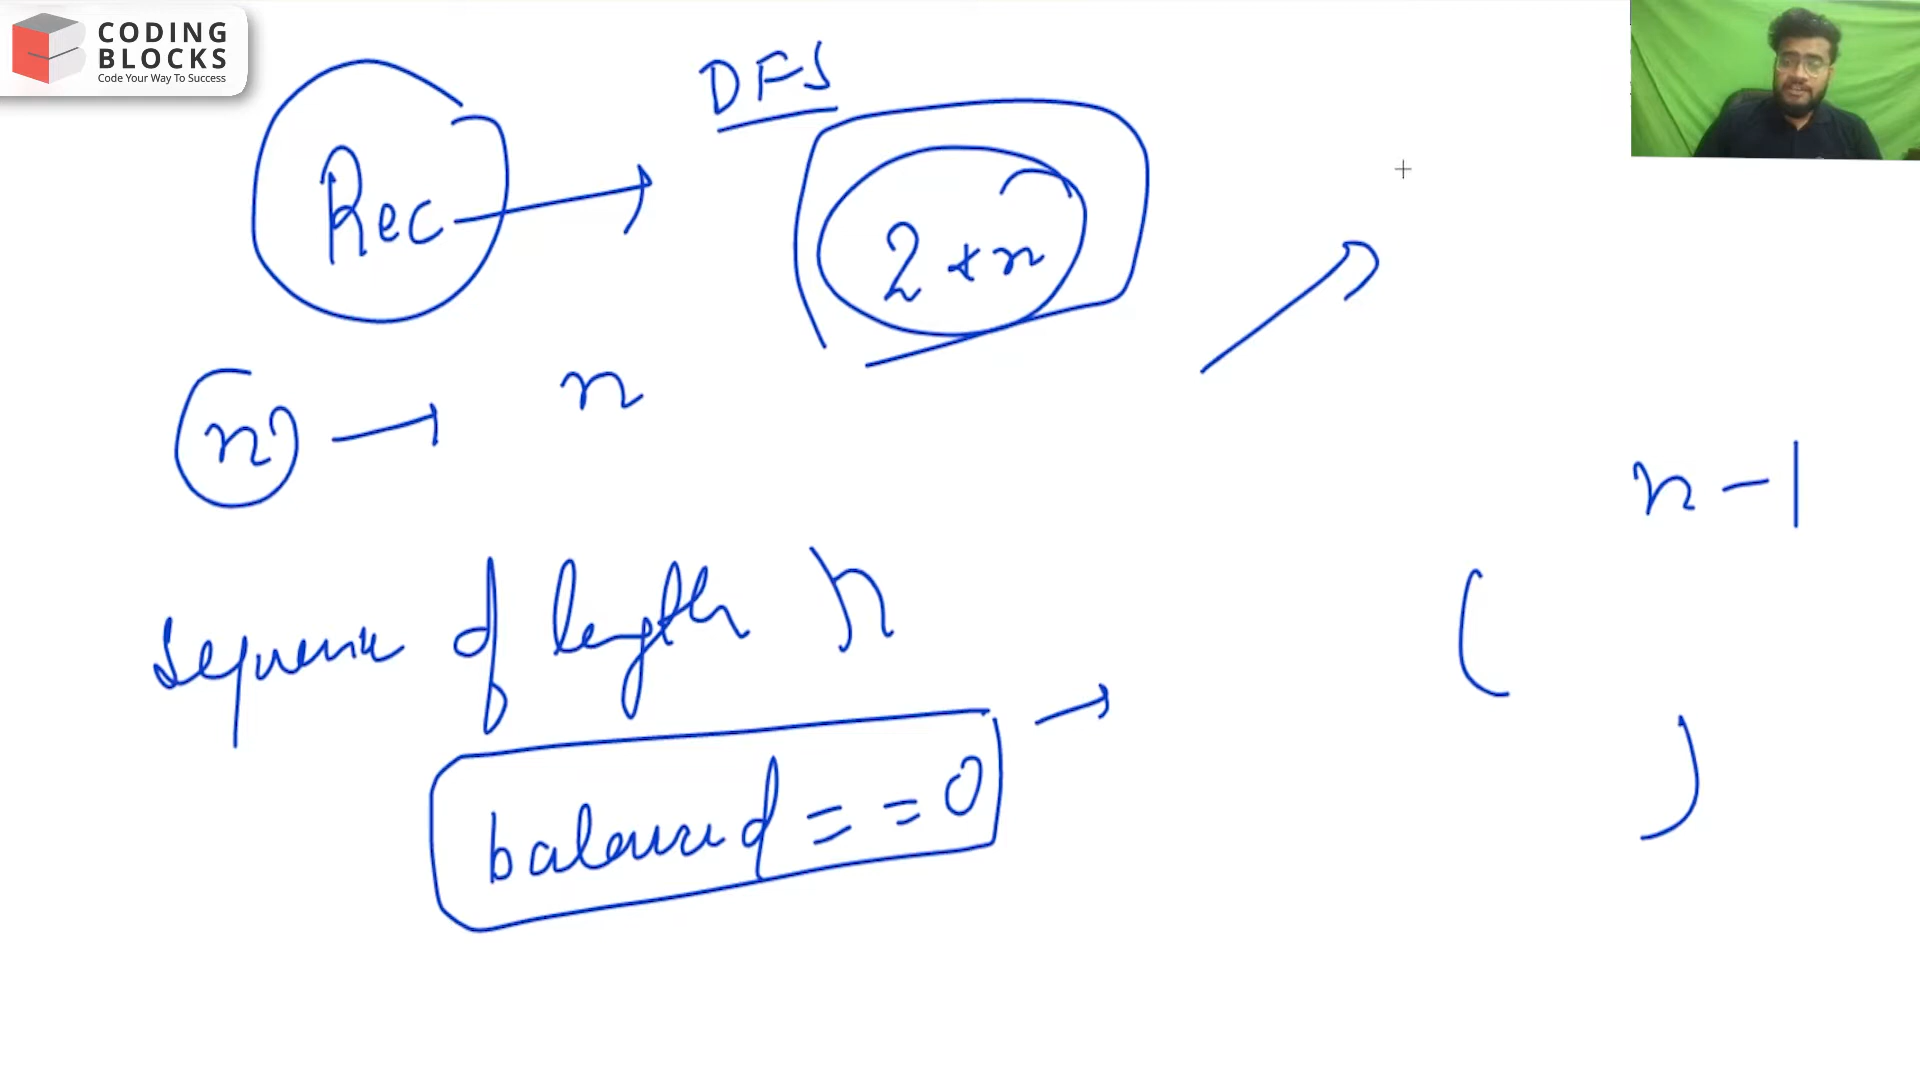 CODING
BLOCKS
Code Your Way To Success
DFS
Rec
2 * n
n → n
n - 1
sequence of length n
(
balanced = = 0
)